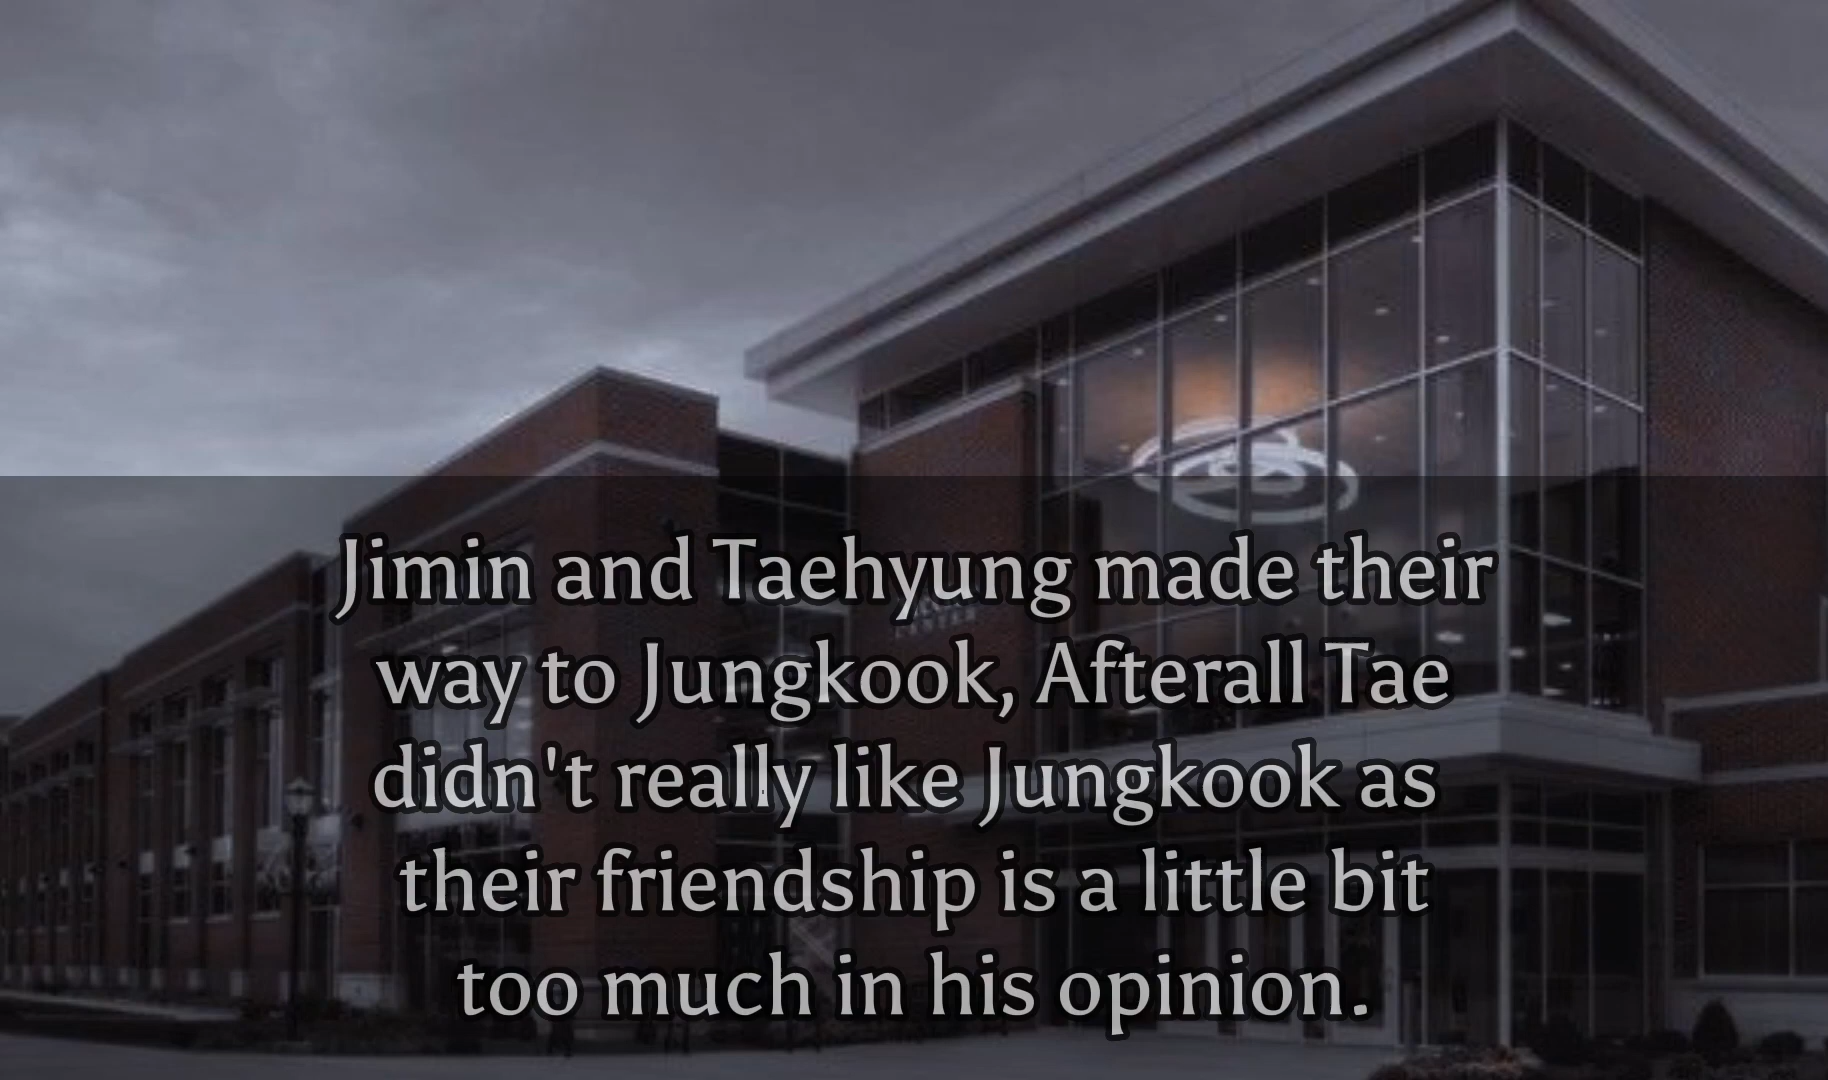 Jimin and Taehyung made their
way to Jungkook, Afterall Tae
didn't really like Jungkook as
their friendship is a little bit
too much in his opinion.